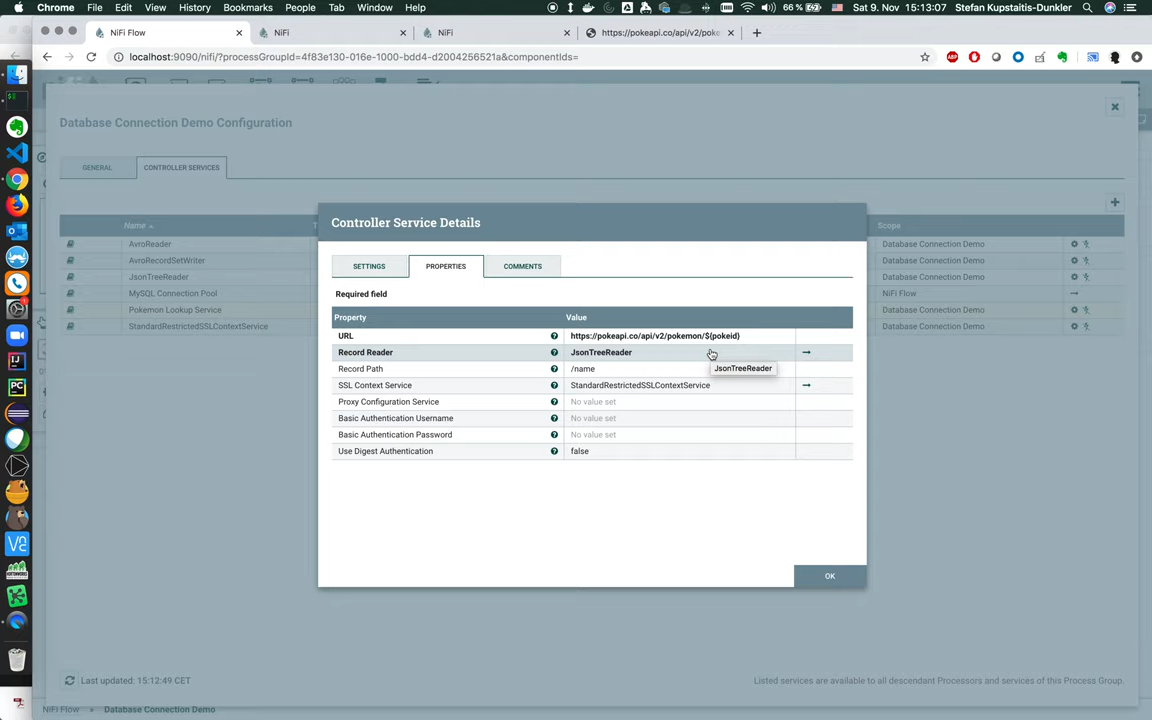 Chrome File Edit View History Bookmarks People Tab Window Help 66 % Sat 9. Nov 15:13:07 Stefan Kupstaitis-Dunkler
NiFi Flow NiFi NiFi https://pokeapi.co/api/v2/poke
localhost:9090/nifi/?processGroupId=4f83e130-016e-1000-bdd4-d2004256521a&componentIds=
Database Connection Demo Configuration
GENERAL CONTROLLER SERVICES
Name Scope
AvroReader Database Connection Demo
AvroRecordSetWriter Database Connection Demo
JsonTreeReader Database Connection Demo
MySQL Connection Pool NiFi Flow
Pokemon Lookup Service Database Connection Demo
StandardRestrictedSSLContextService Database Connection Demo
Controller Service Details
SETTINGS PROPERTIES COMMENTS
Required field
Property Value
URL https://pokeapi.co/api/v2/pokemon/${pokeid}
Record Reader JsonTreeReader
Record Path /name
JsonTreeReader
SSL Context Service StandardRestrictedSSLContextService
Proxy Configuration Service No value set
Basic Authentication Username No value set
Basic Authentication Password No value set
Use Digest Authentication false
OK
Last updated: 15:12:49 CET Listed services are available to all descendant Processors and services of this Process Group.
NiFi Flow Database Connection Demo